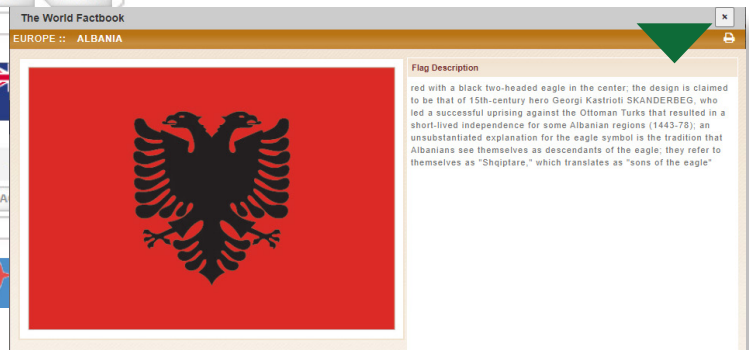 The World Factbook
x
EUROPE :: ALBANIA
Flag Description
red with a black two-headed eagle in the center; the design is claimed
to be that of 15th-century hero Georgi Kastrioti SKANDERBEG, who
led a successful uprising against the Ottoman Turks that resulted in a
short-lived independence for some Albanian regions (1443-78); an
unsubstantiated explanation for the eagle symbol is the tradition that
Albanians see themselves as descendants of the eagle; they refer to
themselves as "Shqiptare," which translates as "sons of the eagle"